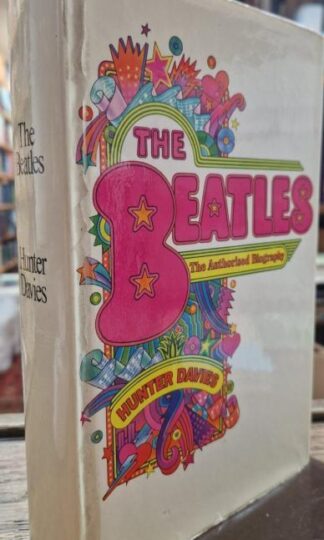 The
Beatles
Hunter
Davies
THE
BEATLES
The Authorised Biography
HUNTER DAVIES